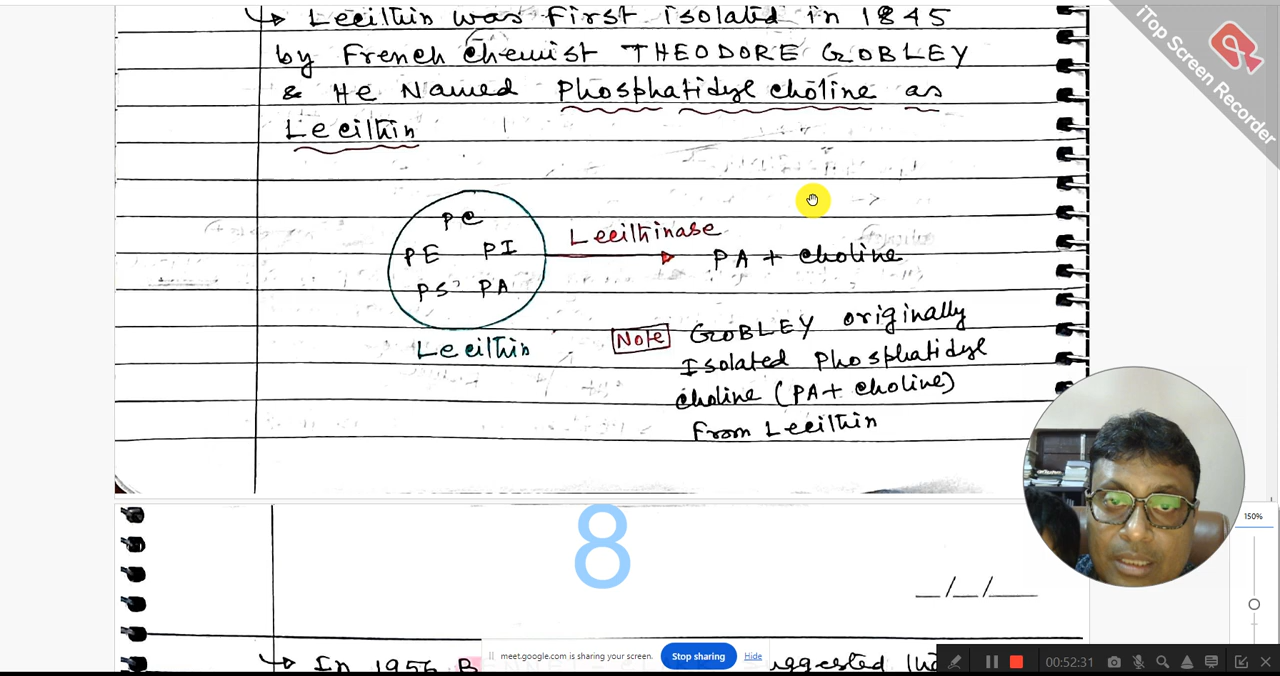 ↳ Lecithin was First isolated in 1845
by French Chemist THEODORE GOBLEY
& He Named Phosphatidyl choline as
Lecithin
PC
PE PI
PS PA
Lecithin
Lecithinase
PA + choline
Note GOBLEY originally
Isolated Phosphatidyl
choline (PA + choline)
From Lecithin
8
__/__/__
↳ In 1956 B
uggested
iTop Screen Recorder
150%
meet.google.com is sharing your screen. Stop sharing Hide
00:52:31